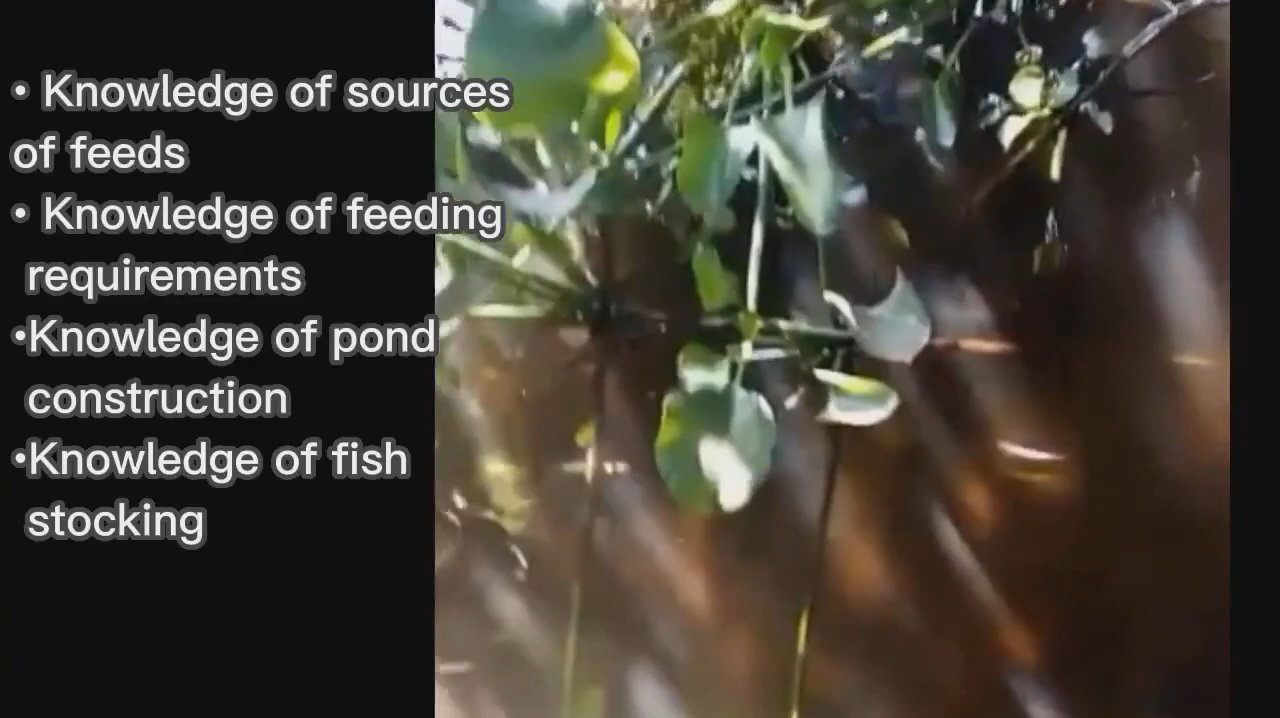 • Knowledge of sources
of feeds
• Knowledge of feeding
requirements
•Knowledge of pond
construction
•Knowledge of fish
stocking